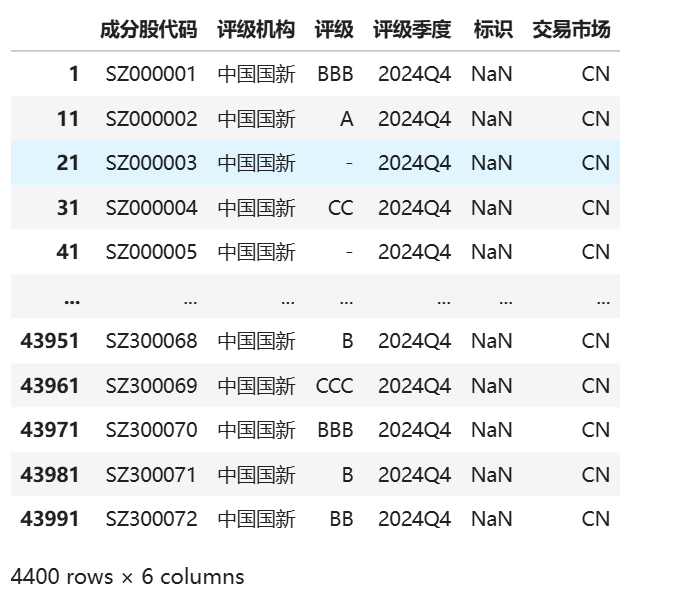 成分股代码 评级机构 评级 评级季度 标识 交易市场
1 SZ000001 中国国新 BBB 2024Q4 NaN CN
11 SZ000002 中国国新 A 2024Q4 NaN CN
21 SZ000003 中国国新 - 2024Q4 NaN CN
31 SZ000004 中国国新 CC 2024Q4 NaN CN
41 SZ000005 中国国新 - 2024Q4 NaN CN
... ... ... ... ... ... ...
43951 SZ300068 中国国新 B 2024Q4 NaN CN
43961 SZ300069 中国国新 CCC 2024Q4 NaN CN
43971 SZ300070 中国国新 BBB 2024Q4 NaN CN
43981 SZ300071 中国国新 B 2024Q4 NaN CN
43991 SZ300072 中国国新 BB 2024Q4 NaN CN
4400 rows × 6 columns